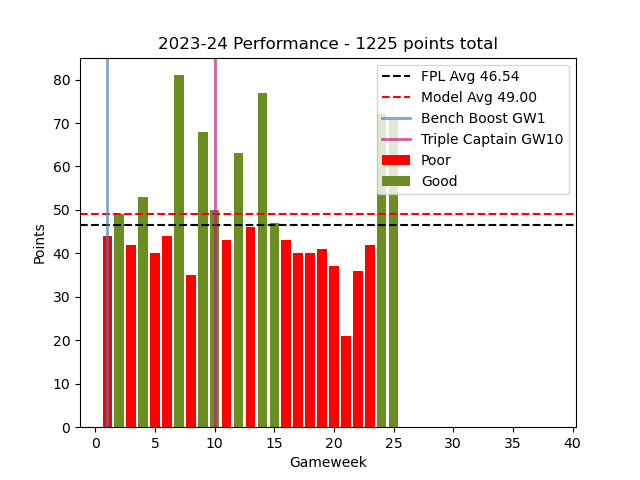 2023-24 Performance - 1225 points total
FPL Avg 46.54
Model Avg 49.00
Bench Boost GW1
Triple Captain GW10
Poor
Good
Points
80
70
60
50
40
30
20
10
0
0 5 10 15 20 25 30 35 40
Gameweek